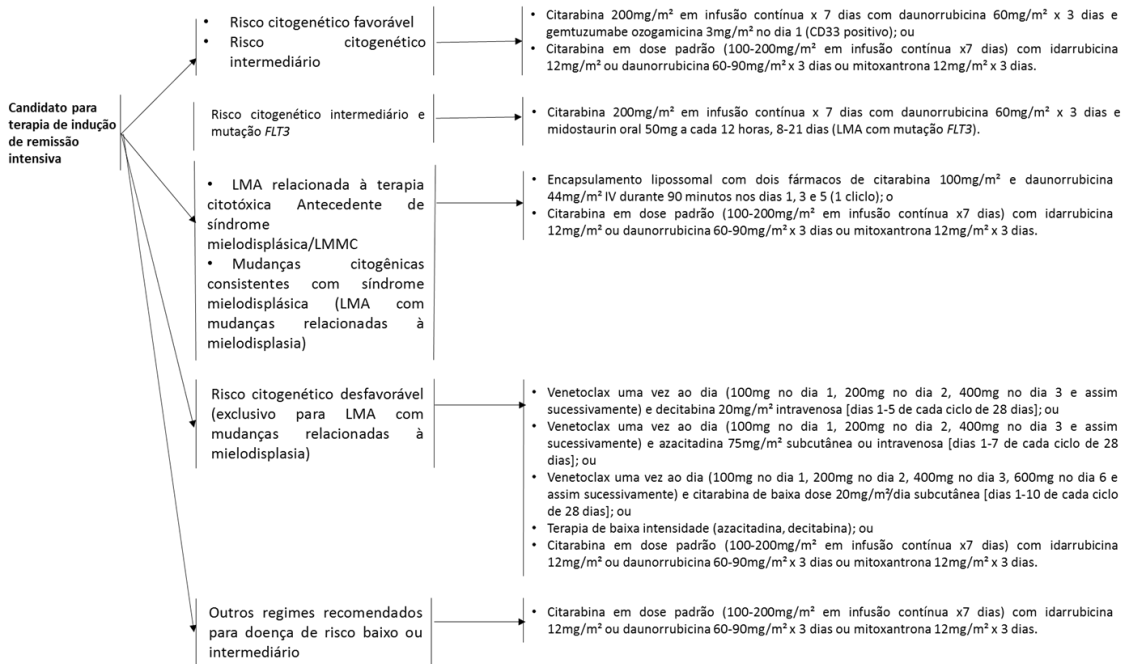 Candidato para
terapia de indução
de remissão
intensiva
• Risco citogenético favorável
• Risco citogenético
intermediário
• Citarabina 200mg/m² em infusão contínua x 7 dias com daunorrubicina 60mg/m² x 3 dias e
gemtuzumabe ozogamicina 3mg/m² no dia 1 (CD33 positivo); ou
• Citarabina em dose padrão (100-200mg/m² em infusão contínua x7 dias) com idarrubicina
12mg/m² ou daunorrubicina 60-90mg/m² x 3 dias ou mitoxantrona 12mg/m² x 3 dias.
Risco citogenético intermediário e
mutação FLT3
• Citarabina 200mg/m² em infusão contínua x 7 dias com daunorrubicina 60mg/m² x 3 dias e
midostaurin oral 50mg a cada 12 horas, 8-21 dias (LMA com mutação FLT3).
• LMA relacionada à terapia
citotóxica Antecedente de
síndrome
mielodisplásica/LMMC
• Mudanças citogênicas
consistentes com síndrome
mielodisplásica (LMA com
mudanças relacionadas à
mielodisplasia)
• Encapsulamento lipossomal com dois fármacos de citarabina 100mg/m² e daunorrubicina
44mg/m² IV durante 90 minutos nos dias 1, 3 e 5 (1 cliclo); o
• Citarabina em dose padrão (100-200mg/m² em infusão contínua x7 dias) com idarrubicina
12mg/m² ou daunorrubicina 60-90mg/m² x 3 dias ou mitoxantrona 12mg/m² x 3 dias.
Risco citogenético desfavorável
(exclusivo para LMA com
mudanças relacionadas à
mielodisplasia)
• Venetoclax uma vez ao dia (100mg no dia 1, 200mg no dia 2, 400mg no dia 3 e assim
sucessivamente) e decitabina 20mg/m² intravenosa [dias 1-5 de cada ciclo de 28 dias]; ou
• Venetoclax uma vez ao dia (100mg no dia 1, 200mg no dia 2, 400mg no dia 3 e assim
sucessivamente) e azacitadina 75mg/m² subcutânea ou intravenosa [dias 1-7 de cada ciclo de 28
dias]; ou
• Venetoclax uma vez ao dia (100mg no dia 1, 200mg no dia 2, 400mg no dia 3, 600mg no dia 6 e
assim sucessivamente) e citarabina de baixa dose 20mg/m²/dia subcutânea [dias 1-10 de cada ciclo
de 28 dias]; ou
• Terapia de baixa intensidade (azacitadina, decitabina); ou
• Citarabina em dose padrão (100-200mg/m² em infusão contínua x7 dias) com idarrubicina
12mg/m² ou daunorrubicina 60-90mg/m² x 3 dias ou mitoxantrona 12mg/m² x 3 dias.
Outros regimes recomendados
para doença de risco baixo ou
intermediário
• Citarabina em dose padrão (100-200mg/m² em infusão contínua x7 dias) com idarrubicina
12mg/m² ou daunorrubicina 60-90mg/m² x 3 dias ou mitoxantrona 12mg/m² x 3 dias.